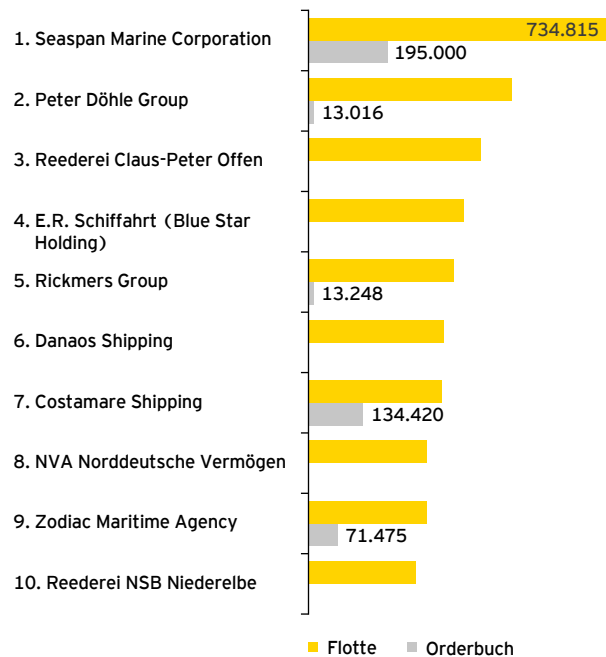 1. Seaspan Marine Corporation
734.815
195.000
2. Peter Döhle Group
13.016
3. Reederei Claus-Peter Offen
4. E.R. Schiffahrt (Blue Star
Holding)
5. Rickmers Group
13.248
6. Danaos Shipping
7. Costamare Shipping
134.420
8. NVA Norddeutsche Vermögen
9. Zodiac Maritime Agency
71.475
10. Reederei NSB Niederelbe
Flotte Orderbuch